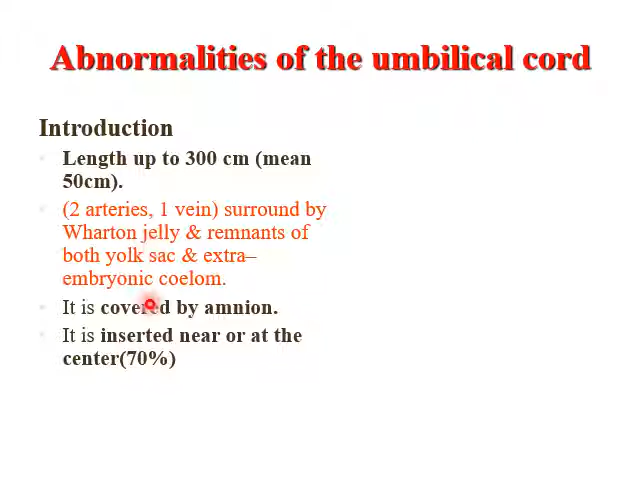 Abnormalities of the umbilical cord
Introduction
Length up to 300 cm (mean
50cm).
(2 arteries, 1 vein) surround by
Wharton jelly & remnants of
both yolk sac & extra–
embryonic coelom.
It is covered by amnion.
It is inserted near or at the
center(70%)